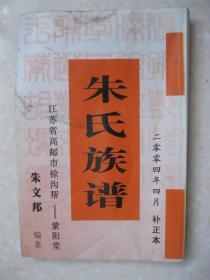 朱氏族谱
二零零四年四月 补正本
江苏省高邮市徐沟帮——紫阳堂
朱文邦 编著